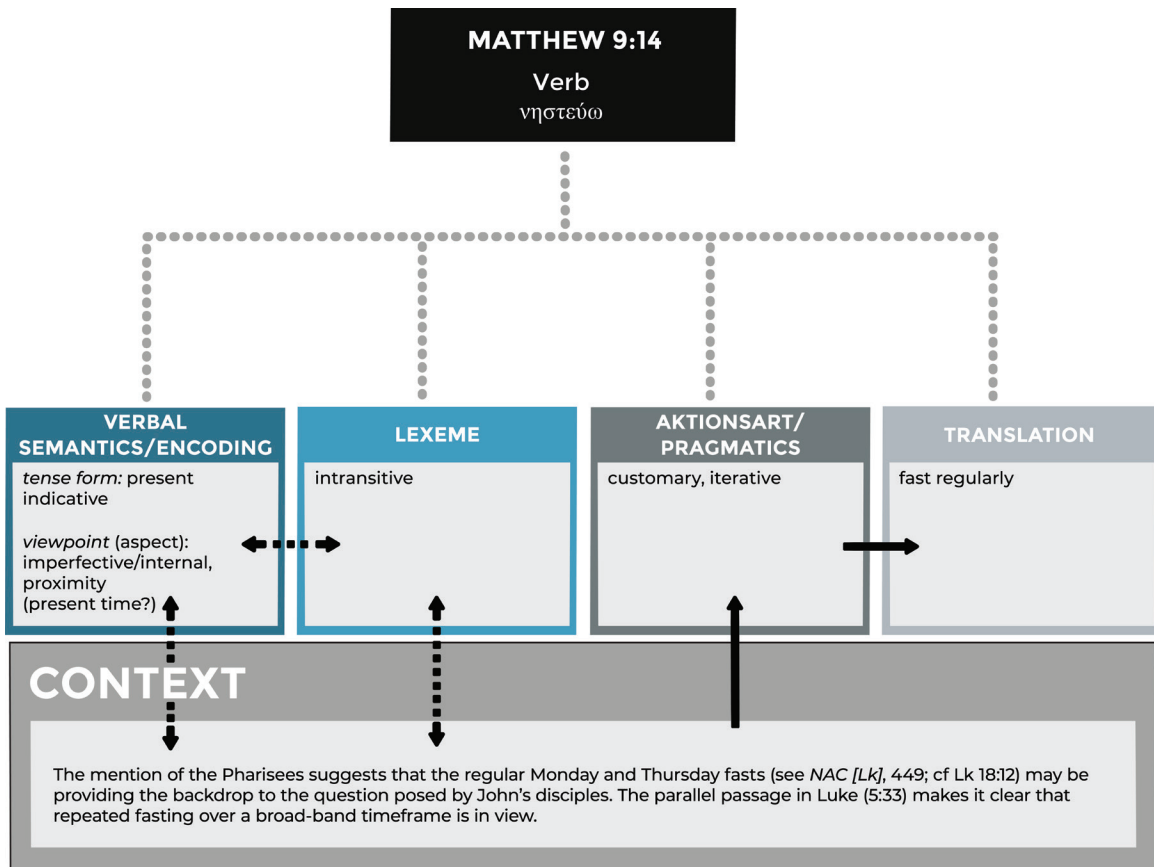 MATTHEW 9:14
Verb
νηστεύω
VERBAL
SEMANTICS/ENCODING
tense form: present
indicative
viewpoint (aspect):
imperfective/internal,
proximity
(present time?)
LEXEME
intransitive
AKTIONSART/
PRAGMATICS
customary, iterative
TRANSLATION
fast regularly
CONTEXT
The mention of the Pharisees suggests that the regular Monday and Thursday fasts (see NAC [Lk], 449; cf Lk 18:12) may be
providing the backdrop to the question posed by John’s disciples. The parallel passage in Luke (5:33) makes it clear that
repeated fasting over a broad-band timeframe is in view.